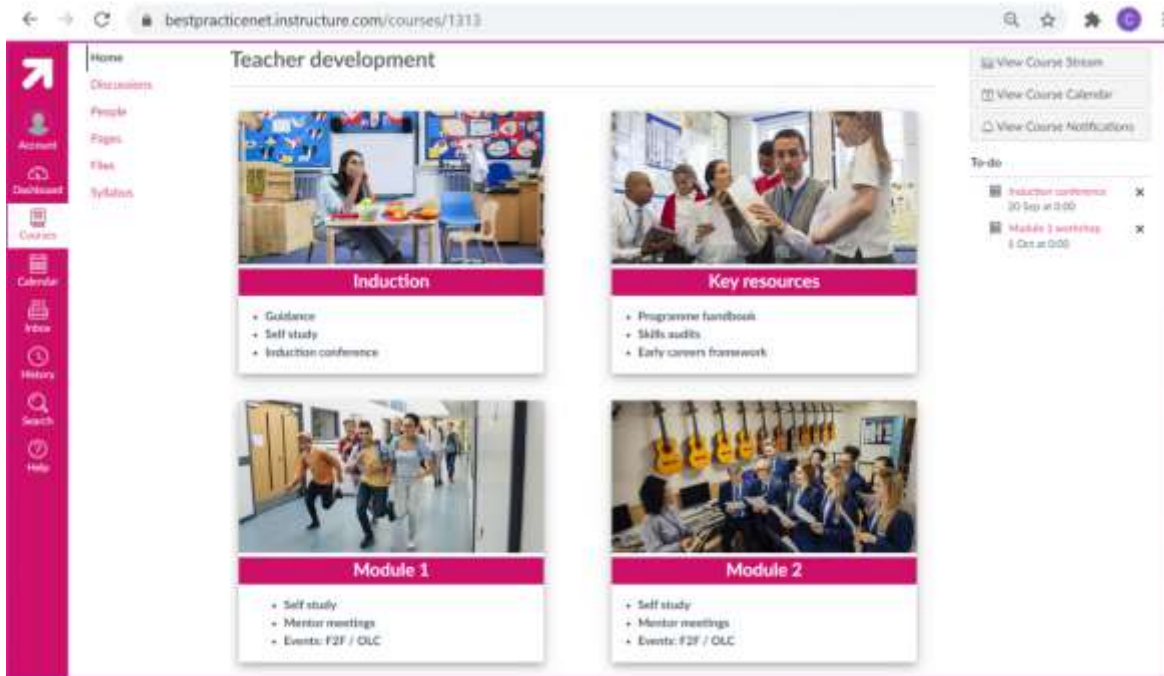 bestpracticenet.instructure.com/courses/1313
C
Account
Dashboard
Courses
Calendar
Inbox
History
Search
Help
Home
Discussions
People
Pages
Files
Syllabus
Teacher development
Induction
• Guidance
• Self study
• Induction conference
Key resources
• Programme handbook
• Skills audits
• Early careers framework
Module 1
• Self study
• Mentor meetings
• Events: F2F / OLC
Module 2
• Self study
• Mentor meetings
• Events: F2F / OLC
View Course Stream
View Course Calendar
View Course Notifications
To-do
Induction conference
30 Sep at 0:00
Module 1 workshop
Oct at 0:00